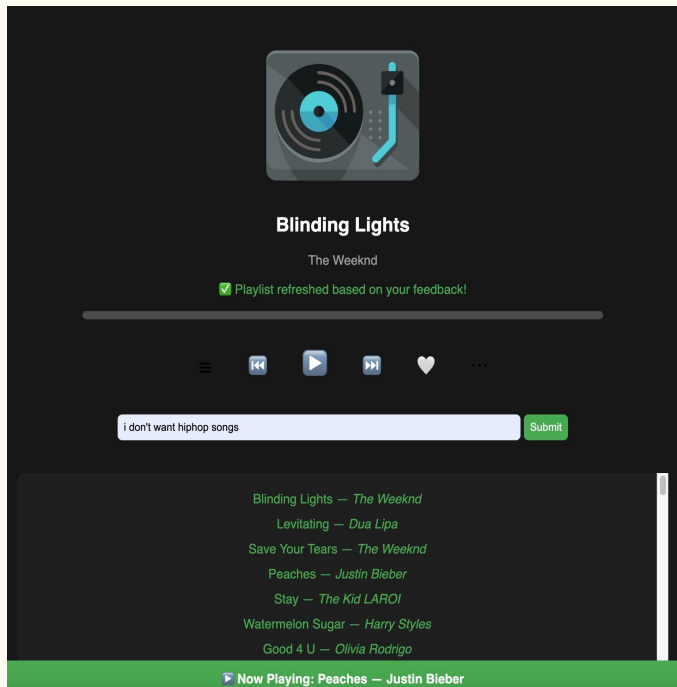 Blinding Lights
The Weeknd
✅ Playlist refreshed based on your feedback!
i don't want hiphop songs Submit
Blinding Lights — The Weeknd
Levitating — Dua Lipa
Save Your Tears — The Weeknd
Peaches — Justin Bieber
Stay — The Kid LAROI
Watermelon Sugar — Harry Styles
Good 4 U — Olivia Rodrigo
▶️ Now Playing: Peaches — Justin Bieber